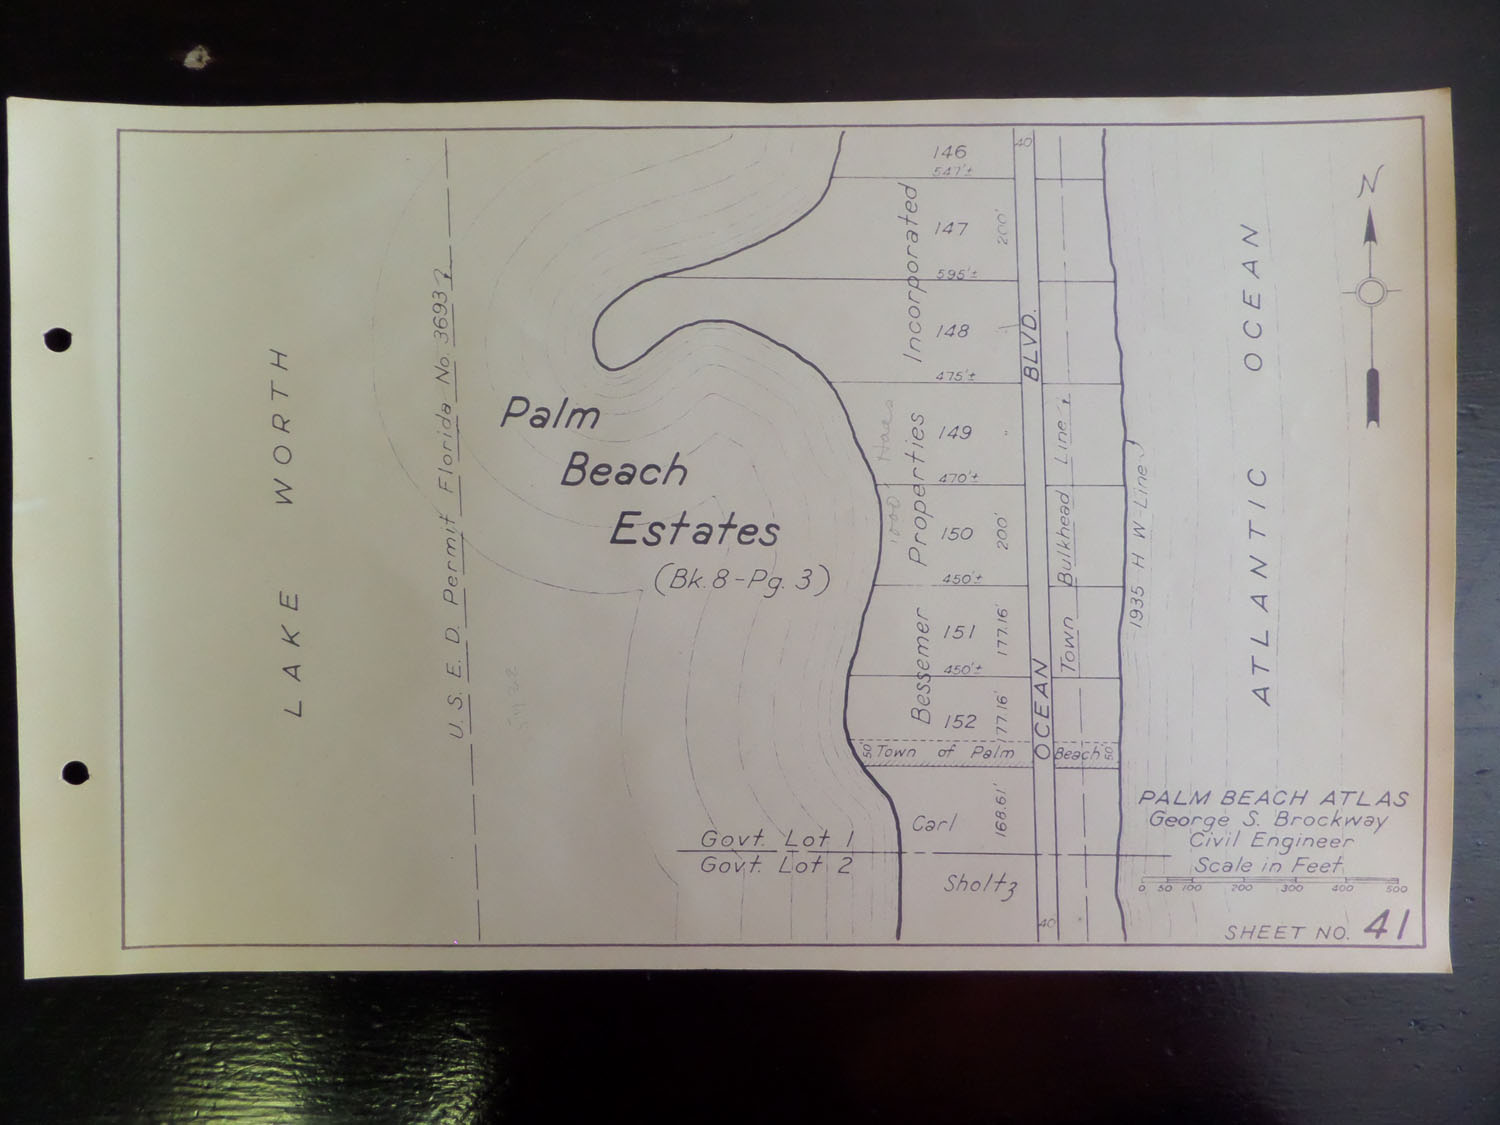 146
547'±
40
N
Incorporated
147
200'
595'±
148
475'±
BLVD.
LAKE WORTH
U. S. E. D. Permit Florida No. 3693
Palm
Beach
Estates
(Bk. 8 - Pg. 3)
Properties
149
470'±
150
200'
450'±
Town Bulkhead Line
1935 H W Line
ATLANTIC OCEAN
Bessemer
151
177.16'
450'±
152
177.16'
OCEAN
50 Town of Palm Beach 50
Carl
168.61'
Govt. Lot 1
Govt. Lot 2
Sholtz
40
PALM BEACH ATLAS
George S. Brockway
Civil Engineer
Scale in Feet
0 50 100 200 300 400 500
SHEET NO. 41